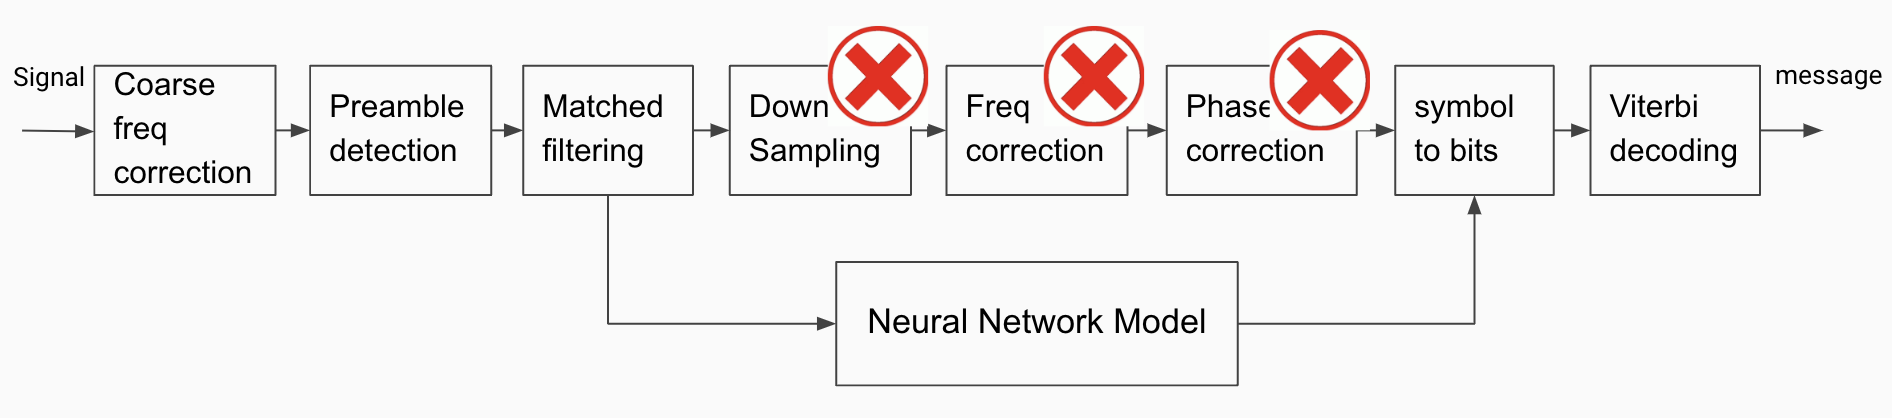 Signal
Coarse
freq
correction
Preamble
detection
Matched
filtering
Down
Sampling
Freq
correction
Phase
correction
symbol
to bits
Viterbi
decoding
message
Neural Network Model